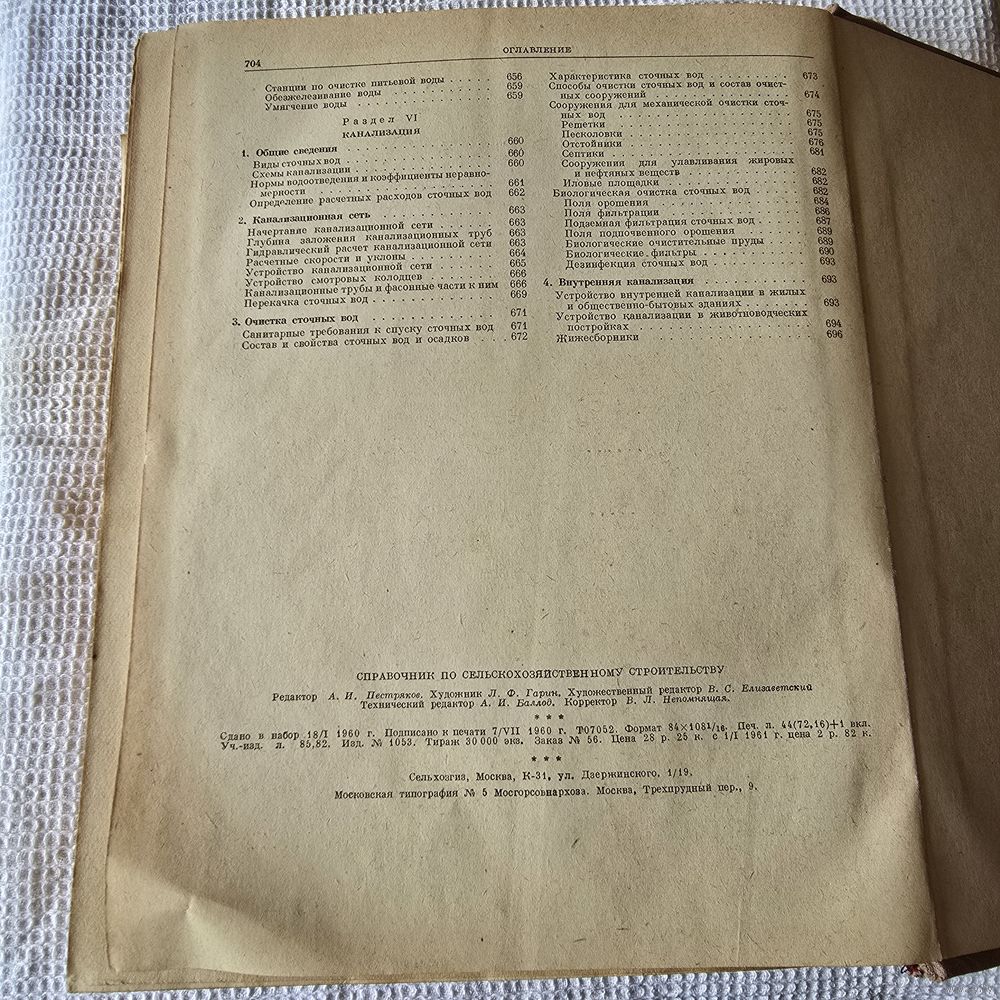 704
ОГЛАВЛЕНИЕ
Станции по очистке питьевой воды . . . . . 656
Обезжелезивание воды . . . . . . . . . . 659
Умягчение воды . . . . . . . . . . . . 659
Раздел VI
КАНАЛИЗАЦИЯ
1. Общие сведения . . . . . . . . . . . . 660
Виды сточных вод . . . . . . . . . . . 660
Схемы канализации . . . . . . . . . . . 660
Нормы водоотведения и коэффициенты неравно-
мерности . . . . . . . . . . . . . . 661
Определение расчетных расходов сточных вод 662
2. Канализационная сеть . . . . . . . . . . 663
Начертание канализационной сети . . . . . 663
Глубина заложения канализационных труб 663
Гидравлический расчет канализационной сети 663
Расчетные скорости и уклоны . . . . . . . 664
Устройство канализационной сети . . . . . 665
Устройство смотровых колодцев . . . . . . 666
Канализационные трубы и фасонные части к ним 666
Перекачка сточных вод . . . . . . . . . 669
3. Очистка сточных вод . . . . . . . . . . 671
Санитарные требования к спуску сточных вод 671
Состав и свойства сточных вод и осадков . . . 672
Характеристика сточных вод . . . . . . . . 673
Способы очистки сточных вод и состав очист-
ных сооружений . . . . . . . . . . . . 674
Сооружения для механической очистки сточ-
ных вод . . . . . . . . . . . . . . 675
Решетки . . . . . . . . . . . . . . 675
Песколовки . . . . . . . . . . . . . 675
Отстойники . . . . . . . . . . . . . 676
Септики . . . . . . . . . . . . . . 681
Сооружения для улавливания жировых
и нефтяных веществ . . . . . . . . . 682
Иловые площадки . . . . . . . . . . . 682
Биологическая очистка сточных вод . . . . . 682
Поля орошения . . . . . . . . . . . . 684
Поля фильтрации . . . . . . . . . . . 686
Подземная фильтрация сточных вод . . . . 687
Поля подпочвенного орошения . . . . . . 689
Биологические очистительные пруды . . . . 689
Биологические фильтры . . . . . . . . . 690
Дезинфекция сточных вод . . . . . . . . 693
4. Внутренняя канализация . . . . . . . . . 693
Устройство внутренней канализации в жилых
и общественно-бытовых зданиях . . . . . . 693
Устройство канализации в животноводческих
постройках . . . . . . . . . . . . . 694
Жижесборники . . . . . . . . . . . . . 696
СПРАВОЧНИК ПО СЕЛЬСКОХОЗЯЙСТВЕННОМУ СТРОИТЕЛЬСТВУ
Редактор А. И. Пестряков. Художник Л. Ф. Гарин. Художественный редактор В. С. Елизаветский
Технический редактор А. И. Баллод. Корректор В. Л. Непомнящая.
* * *
Сдано в набор 18/I 1960 г. Подписано к печати 7/VII 1960 г. Т07052. Формат 84×108 1/16. Печ. л. 44(72,16)+1 вкл.
Уч.-изд. л. 85,82. Изд. № 1053. Тираж 30 000 экз. Заказ № 56. Цена 28 р. 25 к. с 1/I 1961 г. цена 2 р. 82 к.
* * *
Сельхозгиз, Москва, К-31, ул. Дзержинского, 1/19.
Московская типография № 5 Мосгорсовнархоза. Москва, Трехпрудный пер., 9.